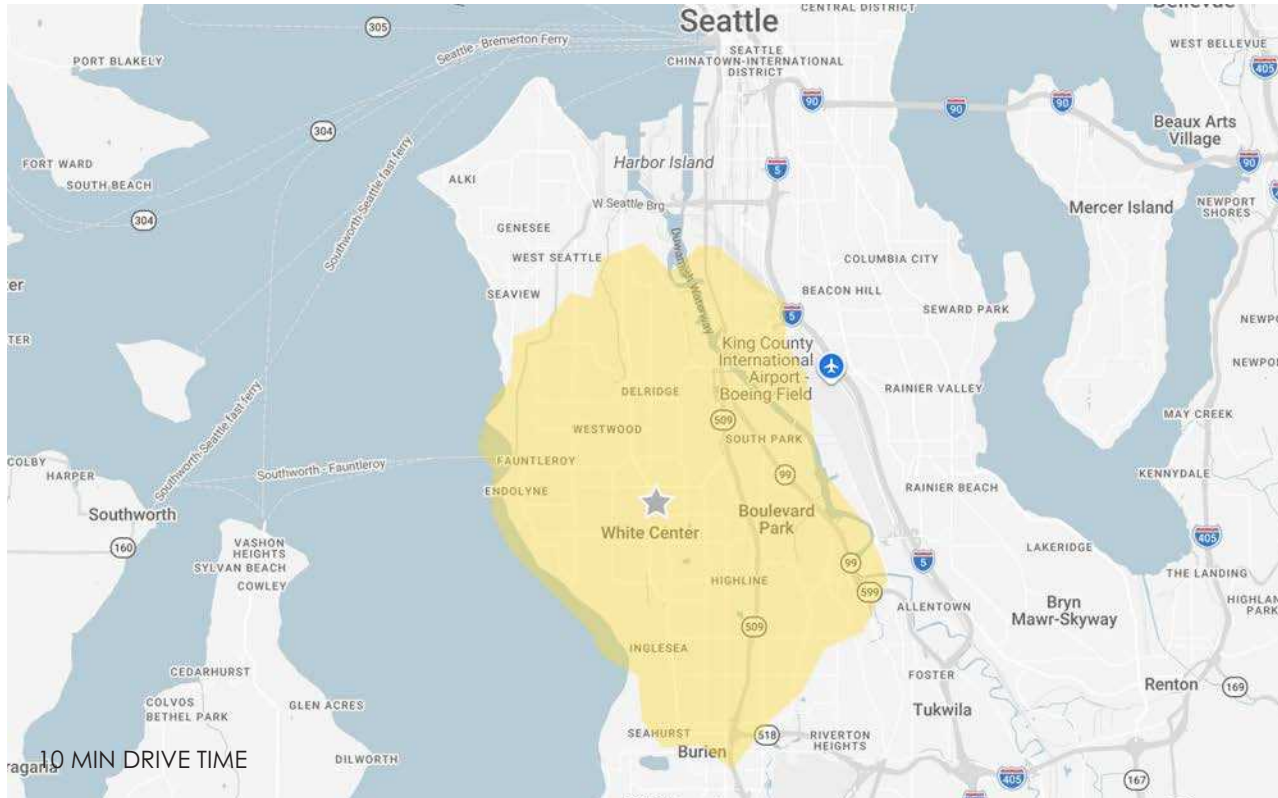 CENTRAL DISTRICT
Seattle
305
Seattle - Bremerton Ferry
PORT BLAKELY
SEATTLE
CHINATOWN-INTERNATIONAL
DISTRICT
WEST BELLEVUE
405
90
90
90
304
Beaux Arts
Village
FORT WARD
SOUTH BEACH
Harbor Island
5
90
ALKI
Southworth-Seattle fast ferry
304
W Seattle Brg
Mercer Island
NEWPORT
SHORES
GENESEE
Duwamish Waterway
WEST SEATTLE
COLUMBIA CITY
SEAVIEW
BEACON HILL
SEWARD PARK
5
King County
International
Airport -
Boeing Field
DELRIDGE
RAINIER VALLEY
509
MAY CREEK
WESTWOOD
SOUTH PARK
Southworth-Seattle fast ferry
COLBY
HARPER
Southworth - Fauntleroy
FAUNTLEROY
99
KENNYDALE
ENDOLYNE
RAINIER BEACH
Southworth
White Center
Boulevard
Park
405
160
VASHON
HEIGHTS
SYLVAN BEACH
COWLEY
LAKERIDGE
99
5
THE LANDING
HIGHLINE
599
ALLENTOWN
Bryn
Mawr-Skyway
509
INGLESEA
CEDARHURST
FOSTER
Renton
169
COLVOS
BETHEL PARK
GLEN ACRES
Tukwila
SEAHURST
518
RIVERTON
HEIGHTS
Burien
10 MIN DRIVE TIME
DILWORTH
405
167